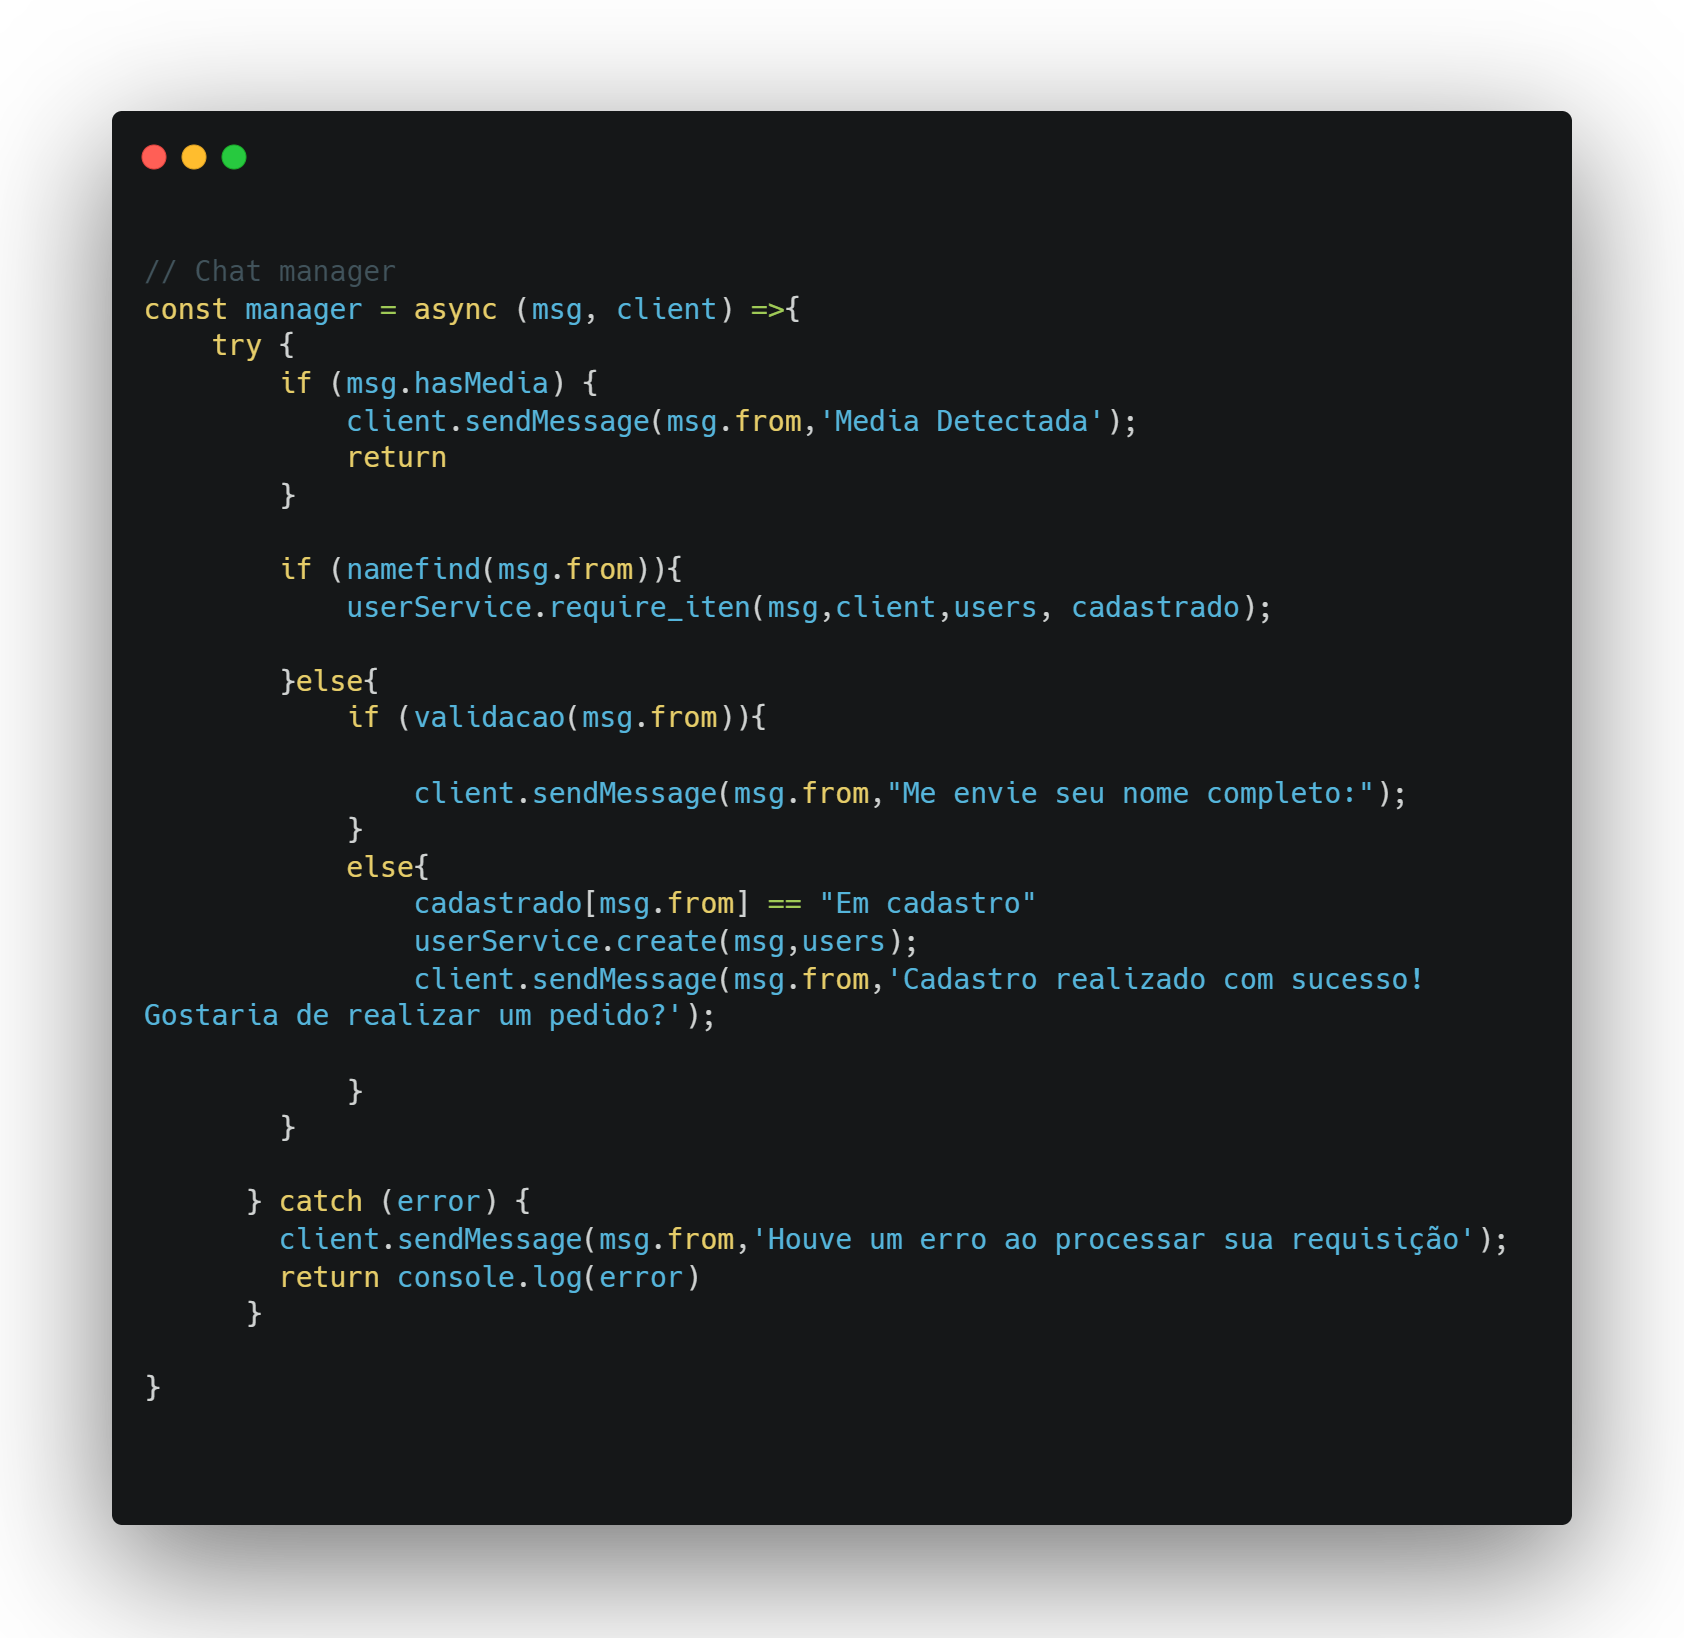 // Chat manager
const manager = async (msg, client) =>{
    try {
        if (msg.hasMedia) {
            client.sendMessage(msg.from,'Media Detectada');
            return
        }

        if (namefind(msg.from)){
            userService.require_iten(msg,client,users, cadastrado);

        }else{
            if (validacao(msg.from)){

                client.sendMessage(msg.from,"Me envie seu nome completo:");
            }
            else{
                cadastrado[msg.from] == "Em cadastro"
                userService.create(msg,users);
                client.sendMessage(msg.from,'Cadastro realizado com sucesso!
Gostaria de realizar um pedido?');

            }
        }

      } catch (error) {
        client.sendMessage(msg.from,'Houve um erro ao processar sua requisição');
        return console.log(error)
      }

}